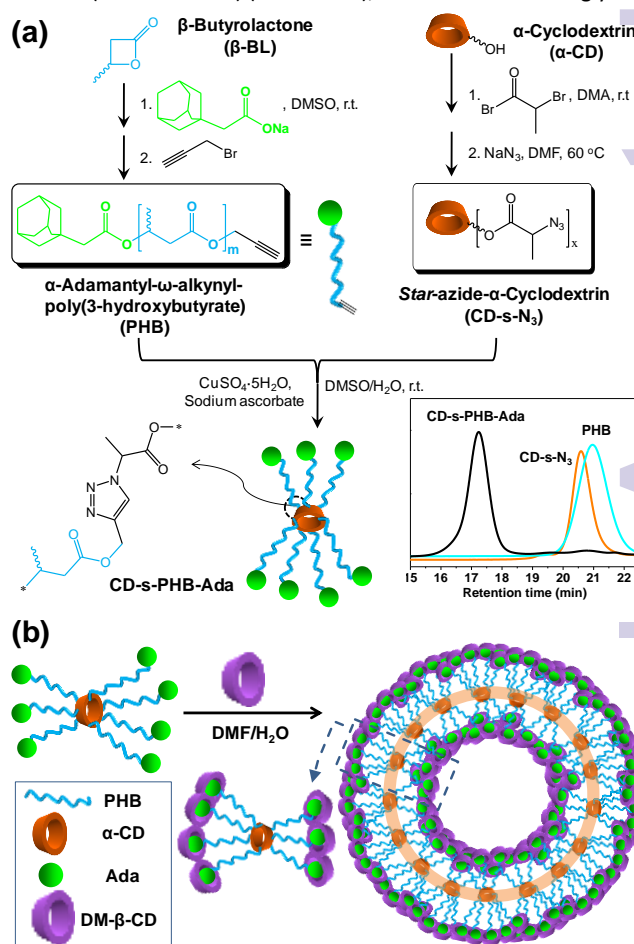 (a)
β-Butyrolactone
(β-BL)
O
O
1.
O
ONa
, DMSO, r.t.
2.
Br
O
O
O
O
m
α-Adamantyl-ω-alkynyl-
poly(3-hydroxybutyrate)
(PHB)
≡
α-Cyclodextrin
(α-CD)
OH
1.
O
Br
Br
, DMA, r.t
2. NaN₃, DMF, 60 °C
O
O
N₃
x
Star-azide-α-Cyclodextrin
(CD-s-N₃)
CuSO₄·5H₂O,
Sodium ascorbate
DMSO/H₂O, r.t.
O
*
O
N
N
N
O
O
*
CD-s-PHB-Ada
CD-s-PHB-Ada
PHB
CD-s-N₃
15 16 17 18 19 20 21 22
Retention time (min)
(b)
DMF/H₂O
PHB
α-CD
Ada
DM-β-CD